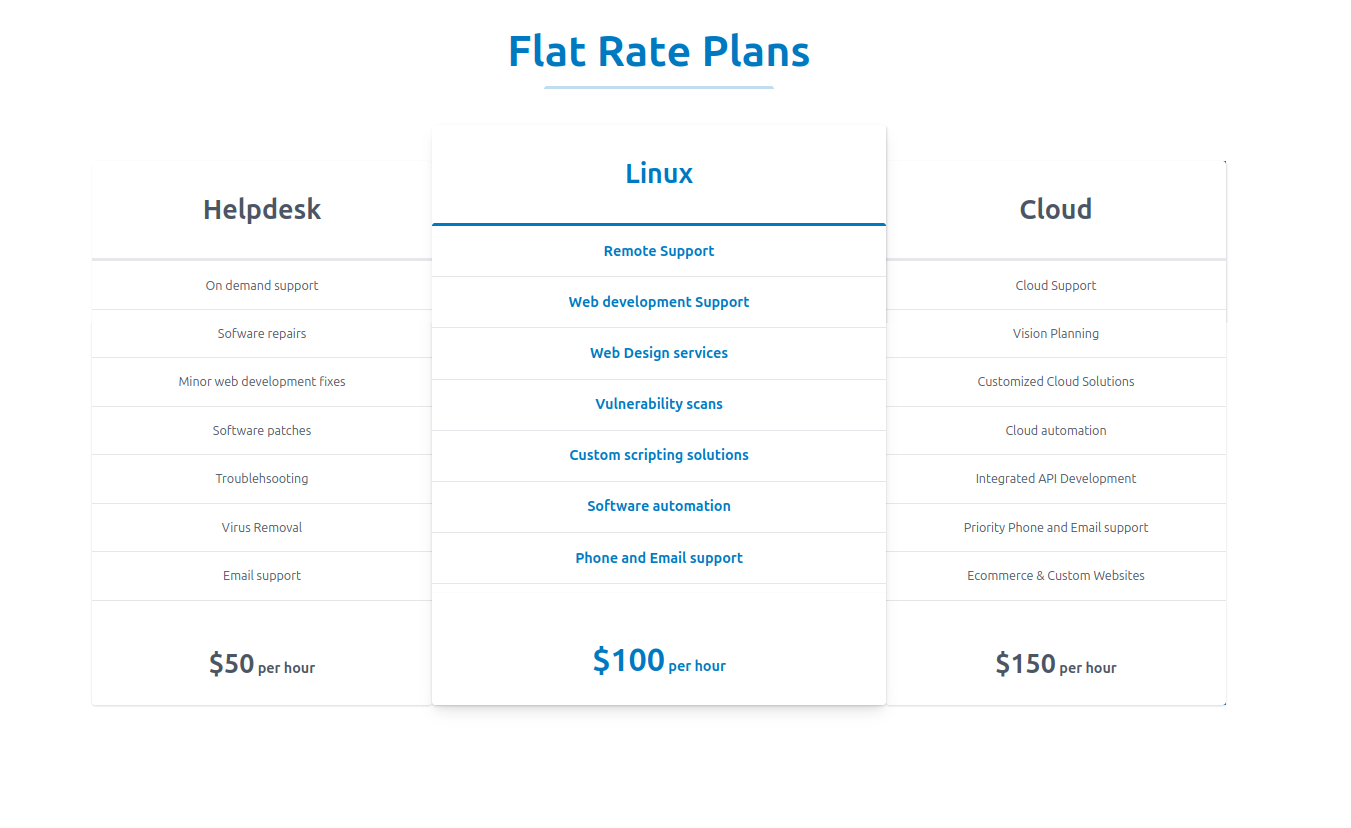 Flat Rate Plans
Helpdesk
On demand support
Sofware repairs
Minor web development fixes
Software patches
Troublehsooting
Virus Removal
Email support
$50 per hour
Linux
Remote Support
Web development Support
Web Design services
Vulnerability scans
Custom scripting solutions
Software automation
Phone and Email support
$100 per hour
Cloud
Cloud Support
Vision Planning
Customized Cloud Solutions
Cloud automation
Integrated API Development
Priority Phone and Email support
Ecommerce & Custom Websites
$150 per hour